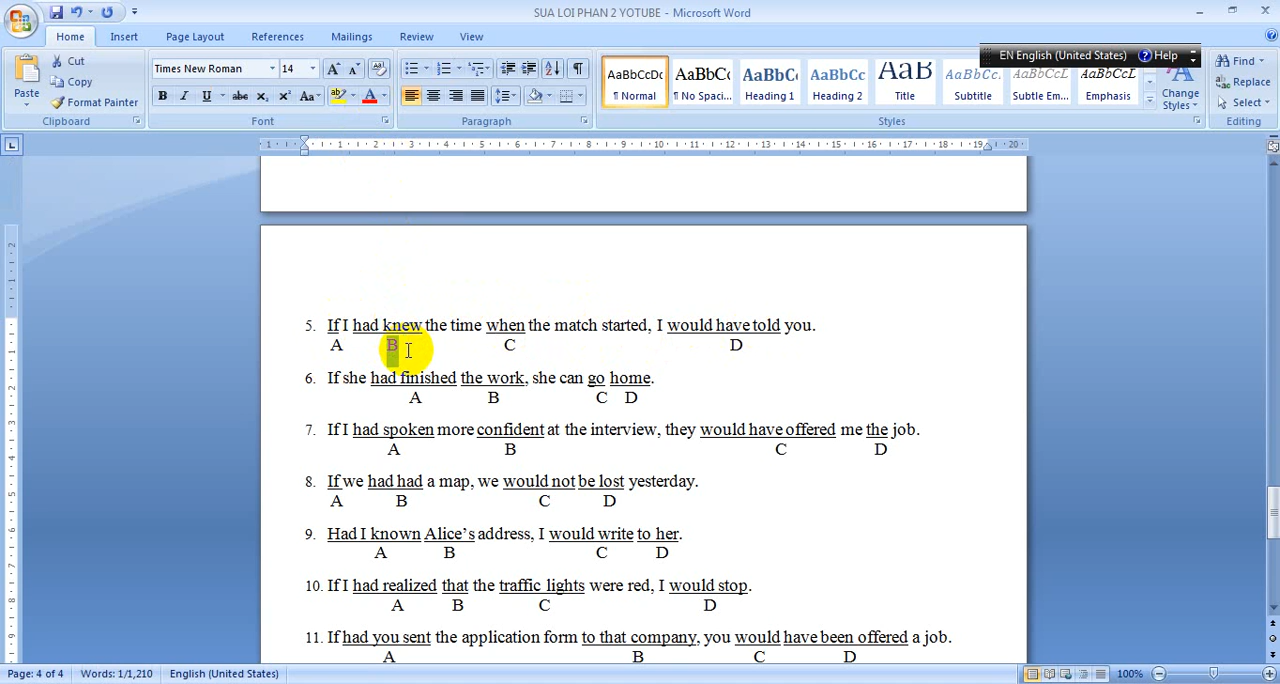 SUA LOI PHAN 2 YOTUBE - Microsoft Word
Home Insert Page Layout References Mailings Review View
EN English (United States) Help
Paste
Cut
Copy
Format Painter
Clipboard
Times New Roman 14
B I U abc X₂ X² Aa ab A
Font
Paragraph
AaBbCcDc AaBbCcDc AaBbC AaBbCc AaB AaBbCc. AaBbCcDc AaBbCcDc
¶ Normal ¶ No Spaci... Heading 1 Heading 2 Title Subtitle Subtle Em... Emphasis
Change Styles
Styles
Find
Replace
Select
Editing
5. If I had knew the time when the match started, I would have told you.
A B C D
6. If she had finished the work, she can go home.
A B C D
7. If I had spoken more confident at the interview, they would have offered me the job.
A B C D
8. If we had had a map, we would not be lost yesterday.
A B C D
9. Had I known Alice's address, I would write to her.
A B C D
10. If I had realized that the traffic lights were red, I would stop.
A B C D
11. If had you sent the application form to that company, you would have been offered a job.
A B C D
Page: 4 of 4 Words: 1/1,210 English (United States) 100%